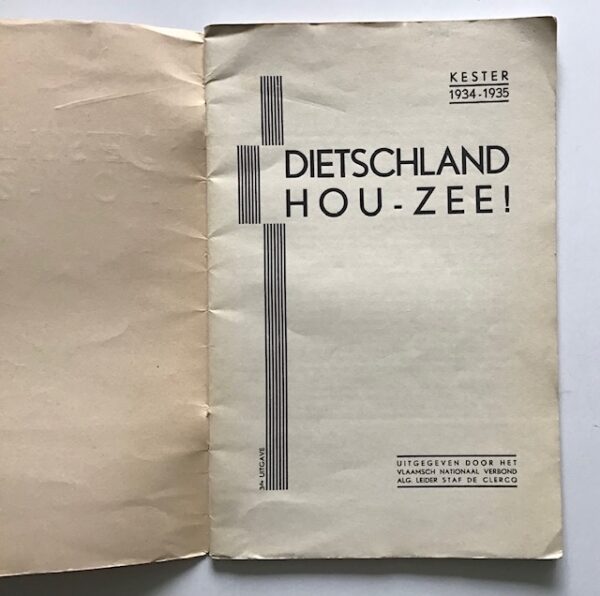 KESTER
1934-1935
DIETSCHLAND
HOU-ZEE!
3de UITGAVE
UITGEGEVEN DOOR HET
VLAAMSCH NATIONAAL VERBOND
ALG. LEIDER STAF DE CLERCQ